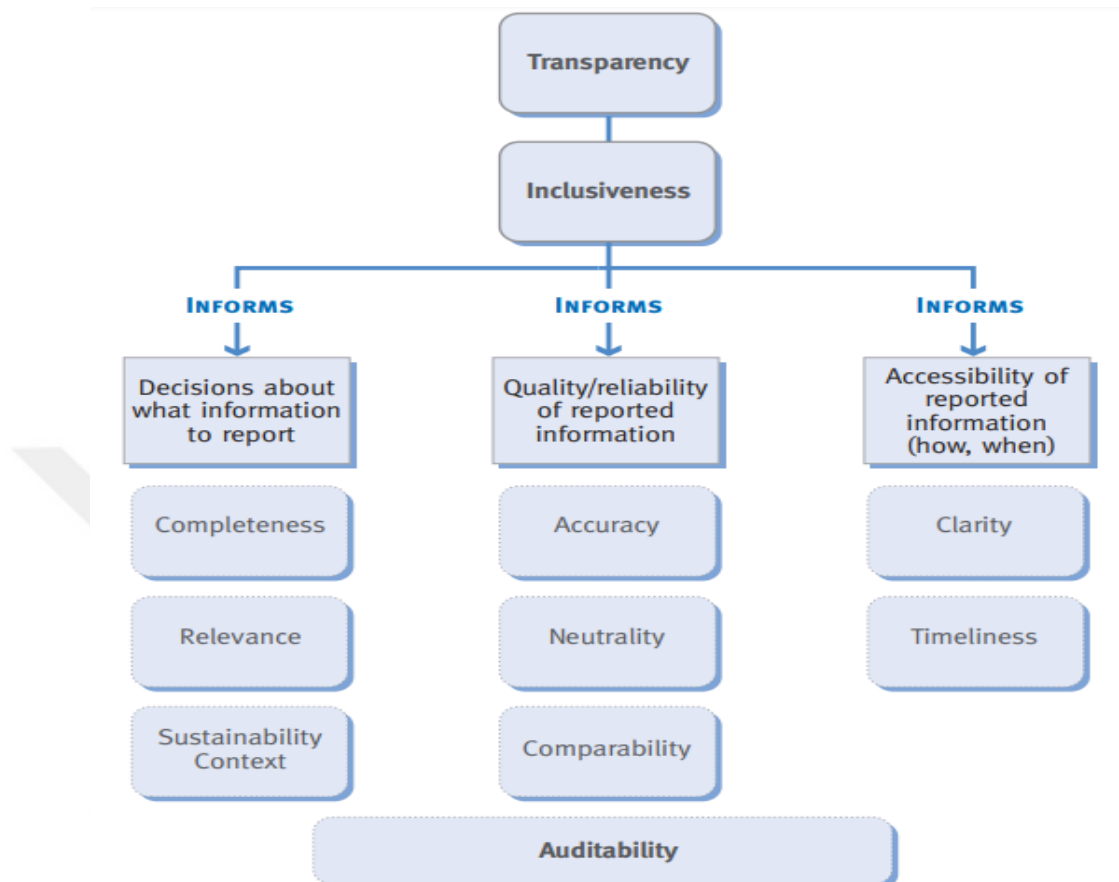 Transparency
Inclusiveness
INFORMS
INFORMS
INFORMS
Decisions about
what information
to report
Quality/reliability
of reported
information
Accessibility of
reported
information
(how, when)
Completeness
Accuracy
Clarity
Relevance
Neutrality
Timeliness
Sustainability
Context
Comparability
Auditability